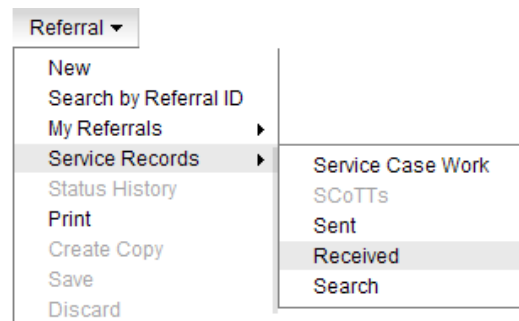 Referral
New
Search by Referral ID
My Referrals
Service Records
Status History
Print
Create Copy
Save
Discard
Service Case Work
SCoTTs
Sent
Received
Search